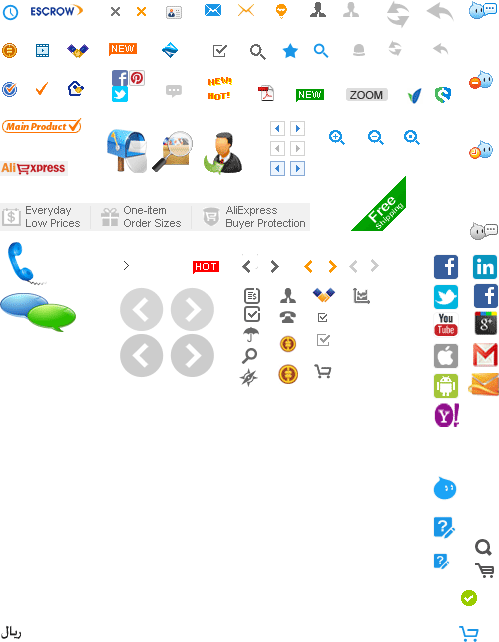 ESCROW
NEW
NEW!
HOT!
NEW
ZOOM
Main Product
AliExpress
Free
Shipping
Everyday
Low Prices
One-item
Order Sizes
AliExpress
Buyer Protection
HOT
You
Tube
in
g+
Y!
ریال